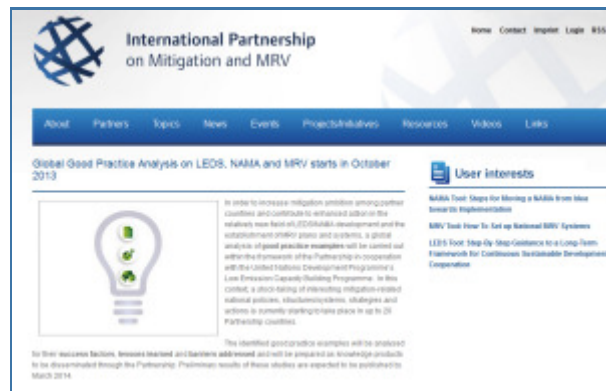 International Partnership
on Mitigation and MRV
Home Contact Imprint Login RSS
About Partners Topics News Events Projects/Initiatives Resources Videos Links
Global Good Practice Analysis on LEDS, NAMA and MRV starts in October
2013
In order to increase mitigation ambition among partner
countries and contribute to enhanced action in the
relatively new field of LEDS/NAMA development and the
establishment of MRV plans and systems, a global
analysis of good practice examples will be carried out
within the framework of the Partnership in cooperation
with the United Nations Development Programme's
Low Emission Capacity Building Programme. In this
context, a stock-taking of interesting mitigation-related
national policies, structures/systems, strategies and
actions is currently starting to take place in up to 20
Partnership countries.
The identified good practice examples will be analysed
for their success factors, lessons learned and barriers addressed and will be prepared as knowledge products
to be disseminated through the Partnership. Preliminary results of these studies are expected to be published by
March 2014.
User interests
NAMA Tool: Steps for Moving a NAMA from Idea
towards Implementation
MRV Tool: How To Set up National MRV Systems
LEDS Tool: Step-By-Step Guidance to a Long-Term
Framework for Continuous Sustainable Development
Cooperation